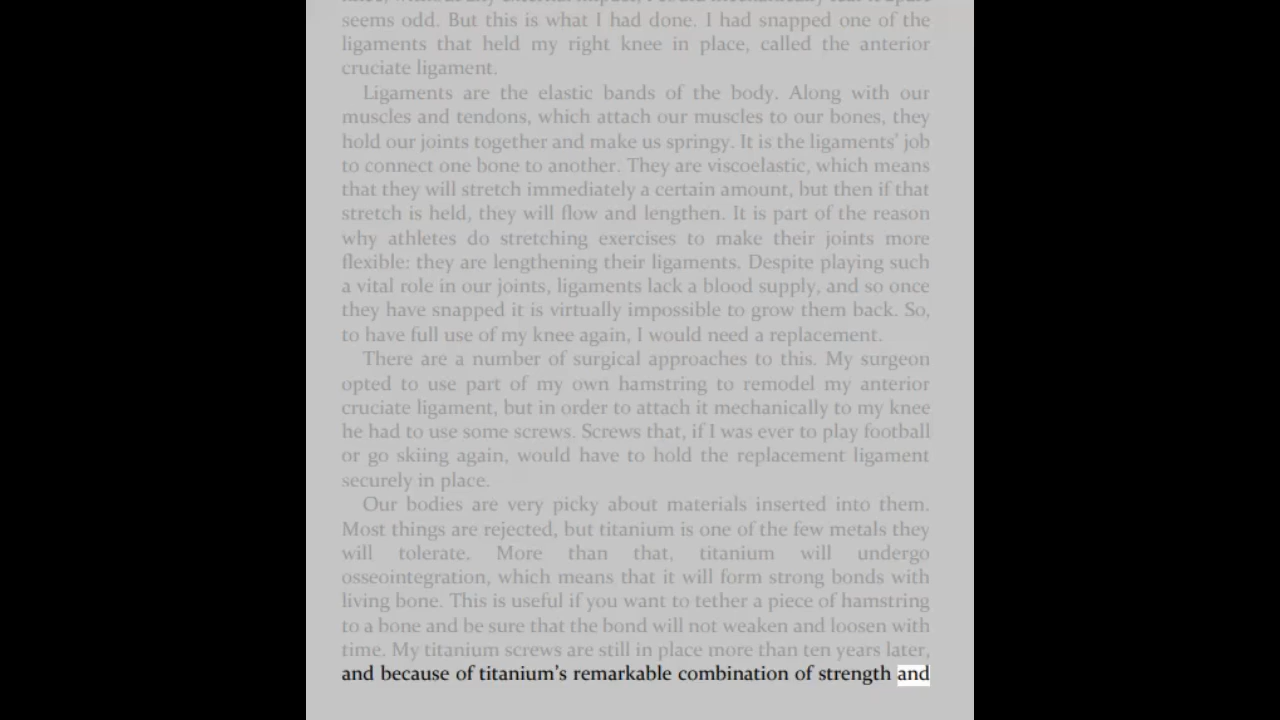 seems odd. But this is what I had done. I had snapped one of the
ligaments that held my right knee in place, called the anterior
cruciate ligament.
Ligaments are the elastic bands of the body. Along with our
muscles and tendons, which attach our muscles to our bones, they
hold our joints together and make us springy. It is the ligaments’ job
to connect one bone to another. They are viscoelastic, which means
that they will stretch immediately a certain amount, but then if that
stretch is held, they will flow and lengthen. It is part of the reason
why athletes do stretching exercises to make their joints more
flexible: they are lengthening their ligaments. Despite playing such
a vital role in our joints, ligaments lack a blood supply, and so once
they have snapped it is virtually impossible to grow them back. So,
to have full use of my knee again, I would need a replacement.
There are a number of surgical approaches to this. My surgeon
opted to use part of my own hamstring to remodel my anterior
cruciate ligament, but in order to attach it mechanically to my knee
he had to use some screws. Screws that, if I was ever to play football
or go skiing again, would have to hold the replacement ligament
securely in place.
Our bodies are very picky about materials inserted into them.
Most things are rejected, but titanium is one of the few metals they
will tolerate. More than that, titanium will undergo
osseointegration, which means that it will form strong bonds with
living bone. This is useful if you want to tether a piece of hamstring
to a bone and be sure that the bond will not weaken and loosen with
time. My titanium screws are still in place more than ten years later,
and because of titanium’s remarkable combination of strength and